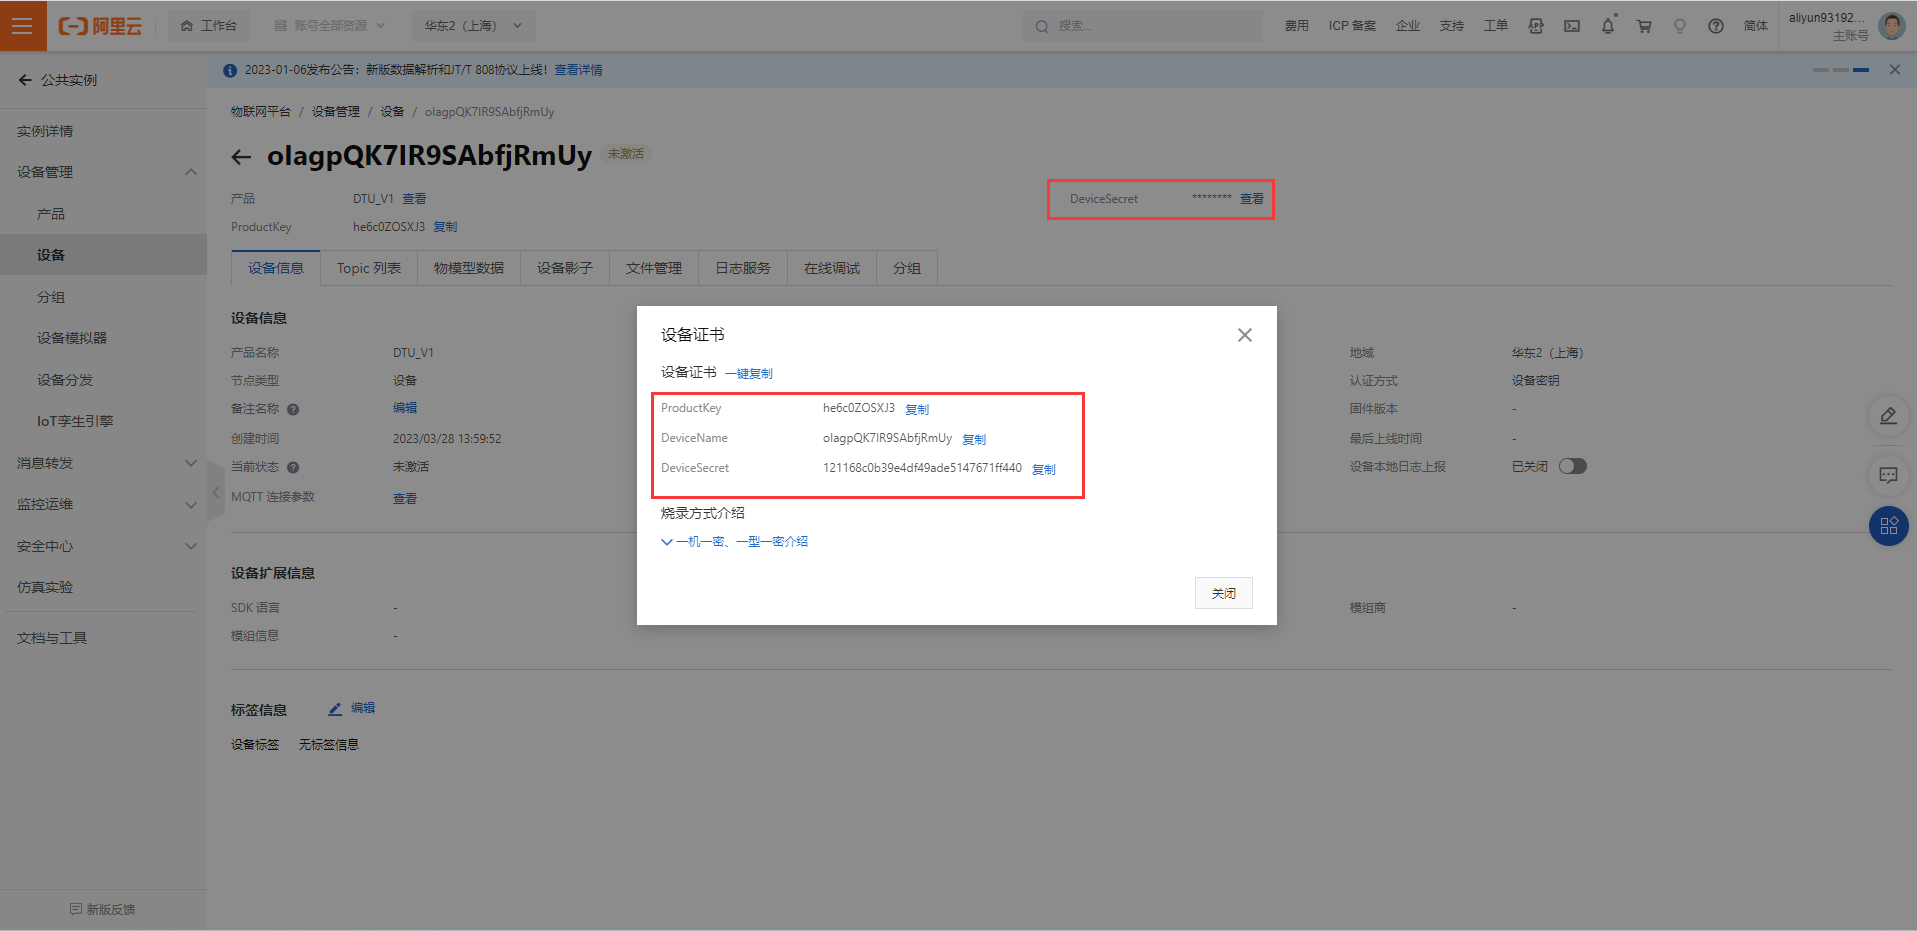 阿里云
工作台
账号全部资源
华东2（上海）
搜索...
费用
ICP 备案
企业
支持
工单
简体
aliyun93192...
主账号
公共实例
2023-01-06发布公告：新版数据解析和JT/T 808协议上线！ 查看详情
物联网平台 / 设备管理 / 设备 / olagpQK7IR9SAbfjRmUy
实例详情
设备管理
产品
设备
分组
设备模拟器
设备分发
IoT孪生引擎
消息转发
监控运维
安全中心
仿真实验
文档与工具
新版反馈
olagpQK7IR9SAbfjRmUy 未激活
产品 DTU_V1 查看
DeviceSecret ******** 查看
ProductKey he6c0ZOSXJ3 复制
设备信息 Topic 列表 物模型数据 设备影子 文件管理 日志服务 在线调试 分组
设备信息
产品名称 DTU_V1
地域 华东2（上海）
节点类型 设备
认证方式 设备密钥
备注名称 编辑
固件版本 -
创建时间 2023/03/28 13:59:52
最后上线时间 -
当前状态 未激活
设备本地日志上报 已关闭
MQTT 连接参数 查看
设备扩展信息
SDK 语言 -
模组商 -
模组信息 -
标签信息 编辑
设备标签 无标签信息
设备证书
设备证书 一键复制
ProductKey he6c0ZOSXJ3 复制
DeviceName olagpQK7IR9SAbfjRmUy 复制
DeviceSecret 121168c0b39e4df49ade5147671ff440 复制
烧录方式介绍
一机一密、一型一密介绍
关闭